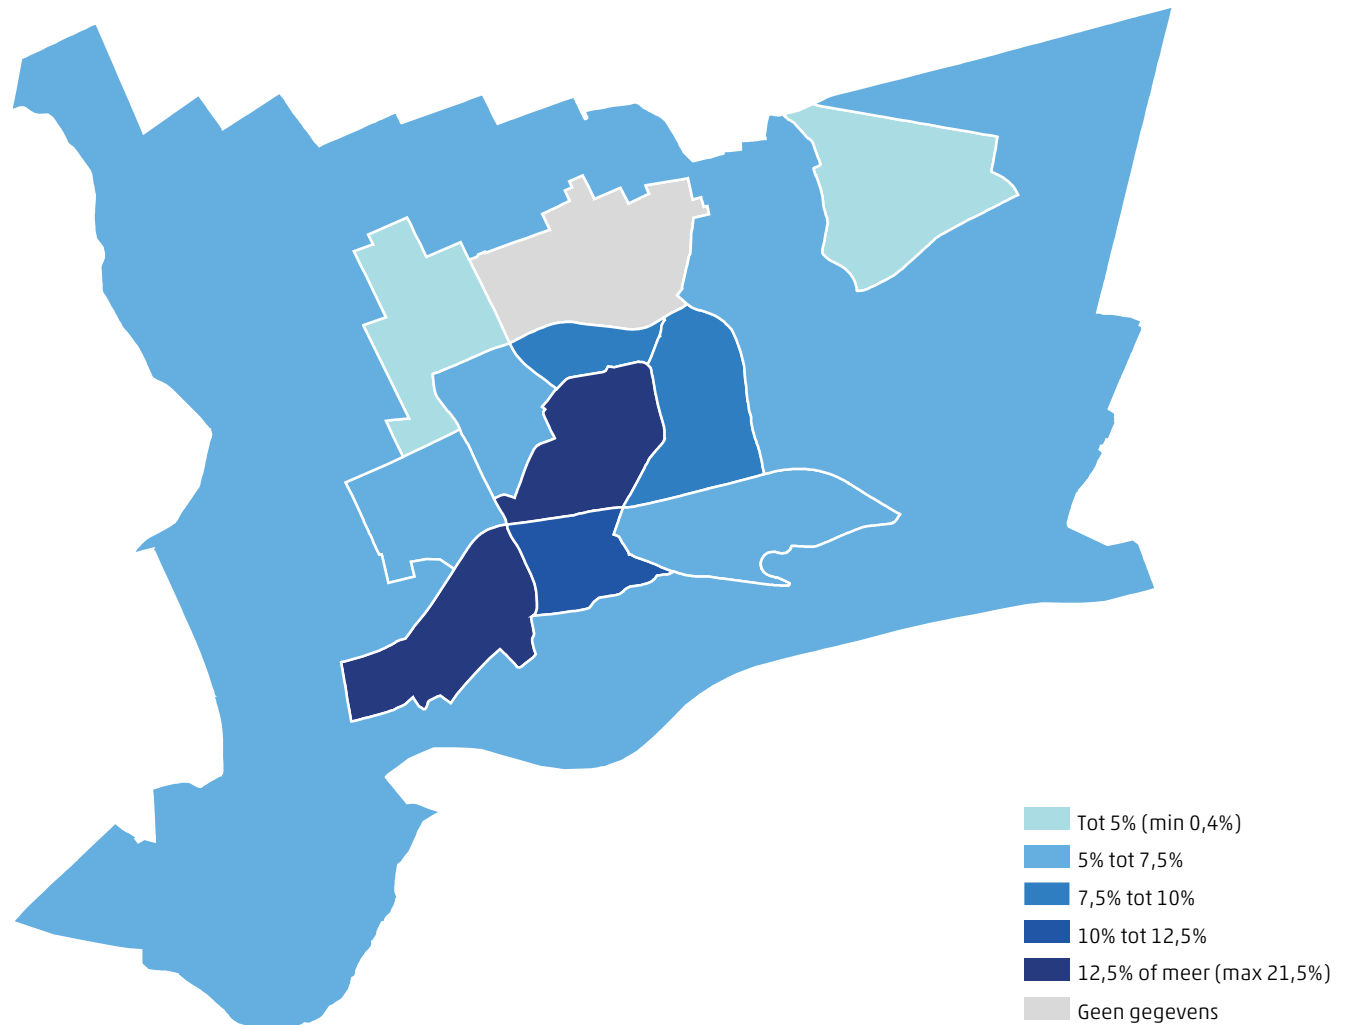 Tot 5% (min 0,4%)
5% tot 7,5%
7,5% tot 10%
10% tot 12,5%
12,5% of meer (max 21,5%)
Geen gegevens